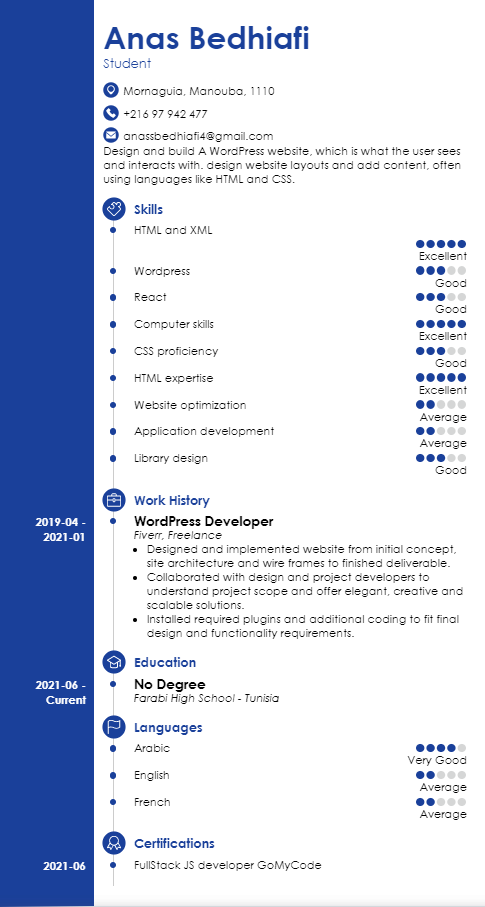 Anas Bedhiafi
Student
Mornaguia, Manouba, 1110
+216 97 942 477
anassbedhiafi4@gmail.com
Design and build A WordPress website, which is what the user sees
and interacts with. design website layouts and add content, often
using languages like HTML and CSS.
Skills
HTML and XML
Excellent
Wordpress
Good
React
Good
Computer skills
Excellent
CSS proficiency
Good
HTML expertise
Excellent
Website optimization
Average
Application development
Average
Library design
Good
Work History
2019-04 -
2021-01
WordPress Developer
Fiverr, Freelance
• Designed and implemented website from initial concept,
site architecture and wire frames to finished deliverable.
• Collaborated with design and project developers to
understand project scope and offer elegant, creative and
scalable solutions.
• Installed required plugins and additional coding to fit final
design and functionality requirements.
Education
2021-06 -
Current
No Degree
Farabi High School - Tunisia
Languages
Arabic
Very Good
English
Average
French
Average
Certifications
2021-06
FullStack JS developer GoMyCode